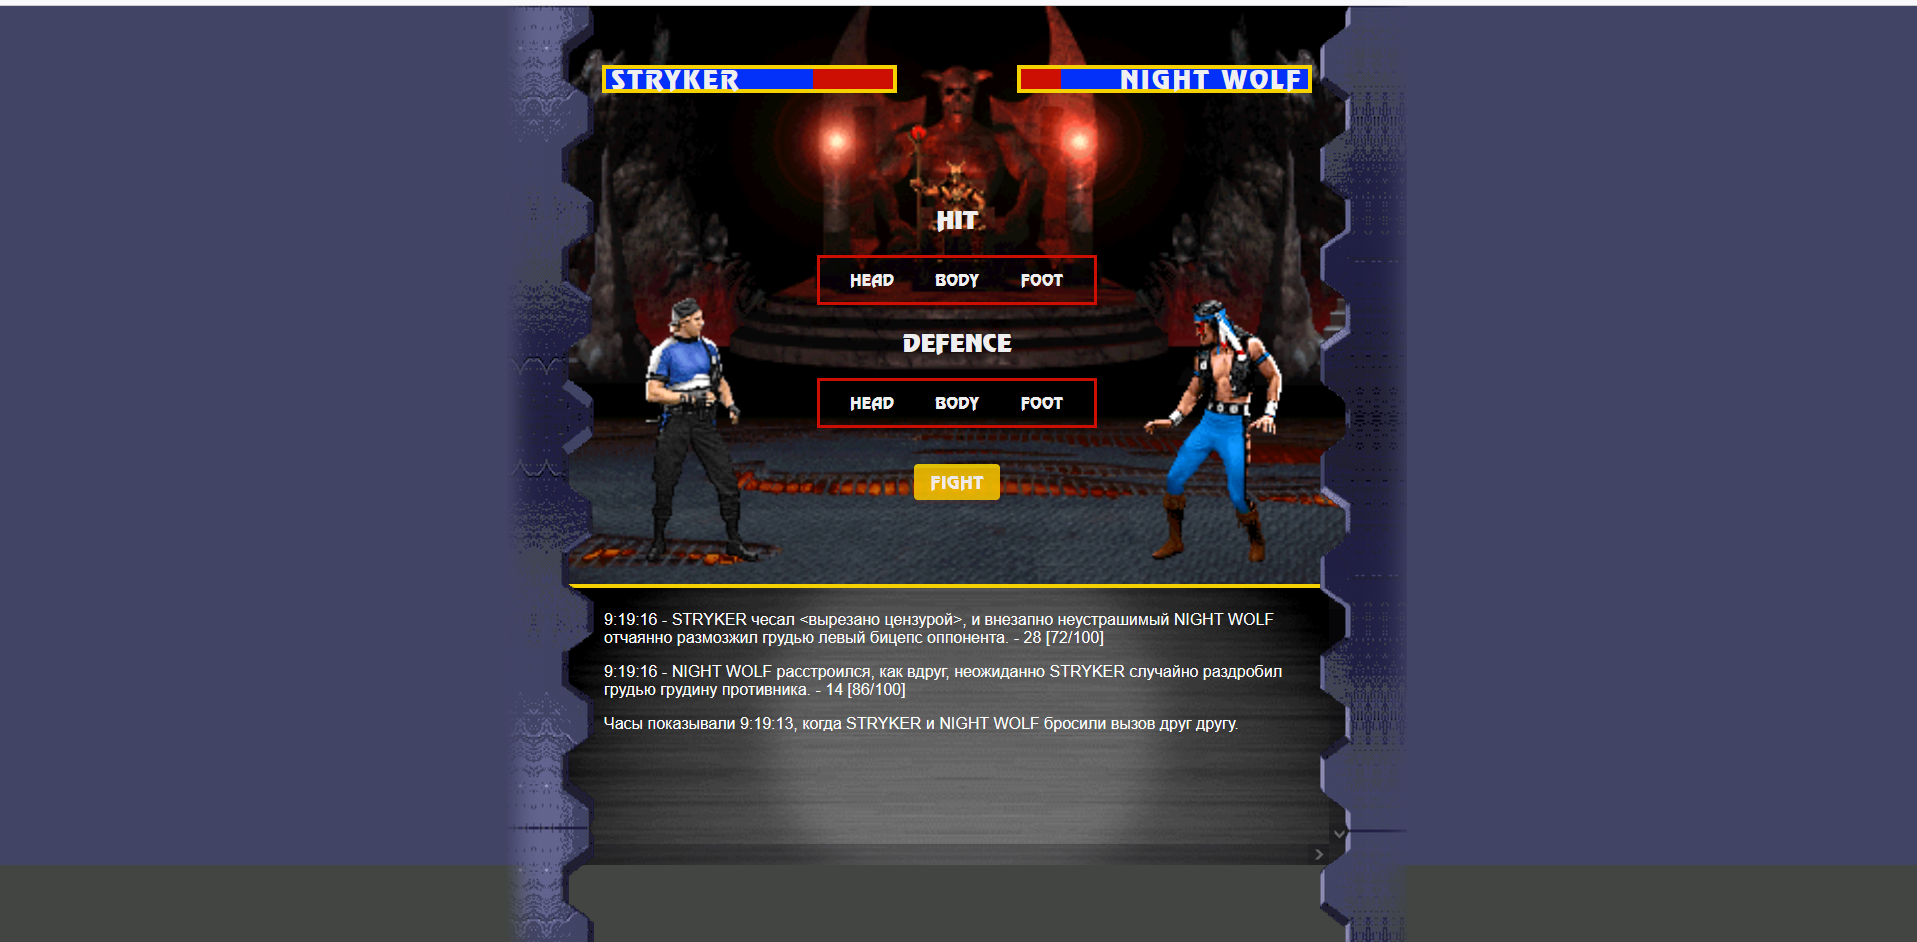 STRYKER
NIGHT WOLF
HIT
HEAD BODY FOOT
DEFENCE
HEAD BODY FOOT
FIGHT
9:19:16 - STRYKER чесал <вырезано цензурой>, и внезапно неустрашимый NIGHT WOLF
отчаянно размозжил грудью левый бицепс оппонента. - 28 [72/100]
9:19:16 - NIGHT WOLF расстроился, как вдруг, неожиданно STRYKER случайно раздробил
грудью грудину противника. - 14 [86/100]
Часы показывали 9:19:13, когда STRYKER и NIGHT WOLF бросили вызов друг другу.